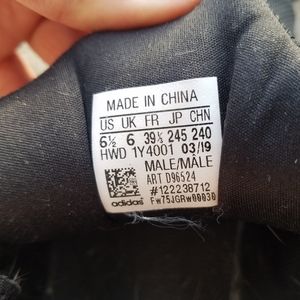 MADE IN CHINA
US UK FR JP CHN
6½ 6 39⅓ 245 240
HWD 1Y4001 03/19
MALE/MÂLE
ART D96524
#122238712
adidas FW75JGRW00030